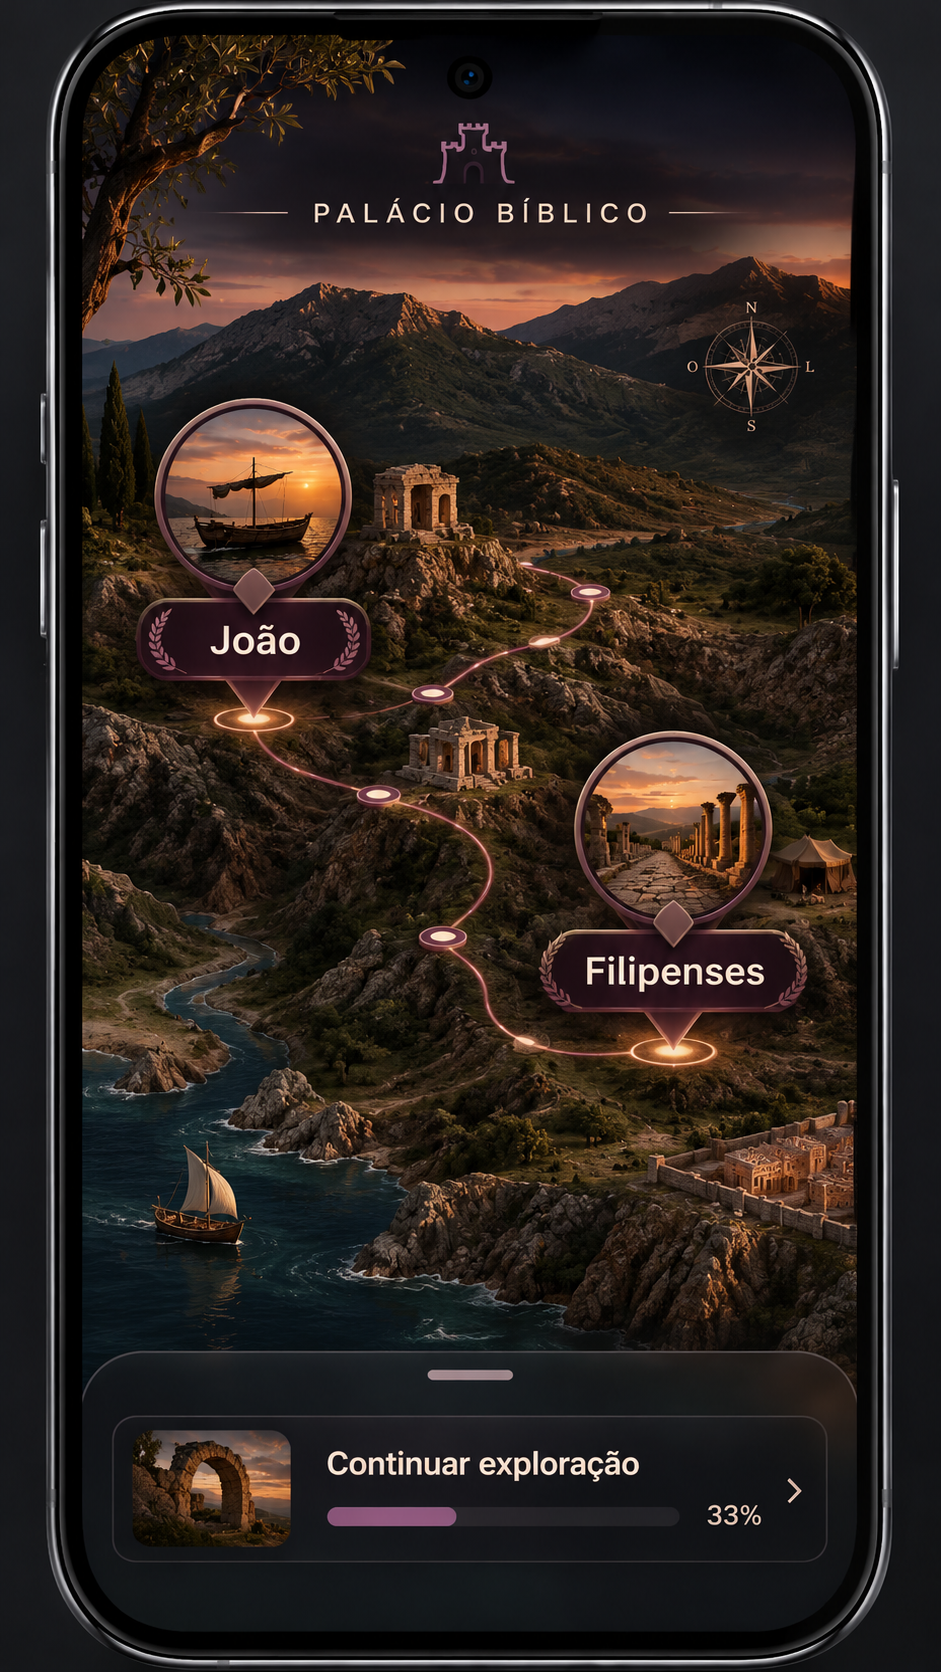 PALÁCIO BÍBLICO
N
O
L
S
João
Filipenses
Continuar exploração
33%